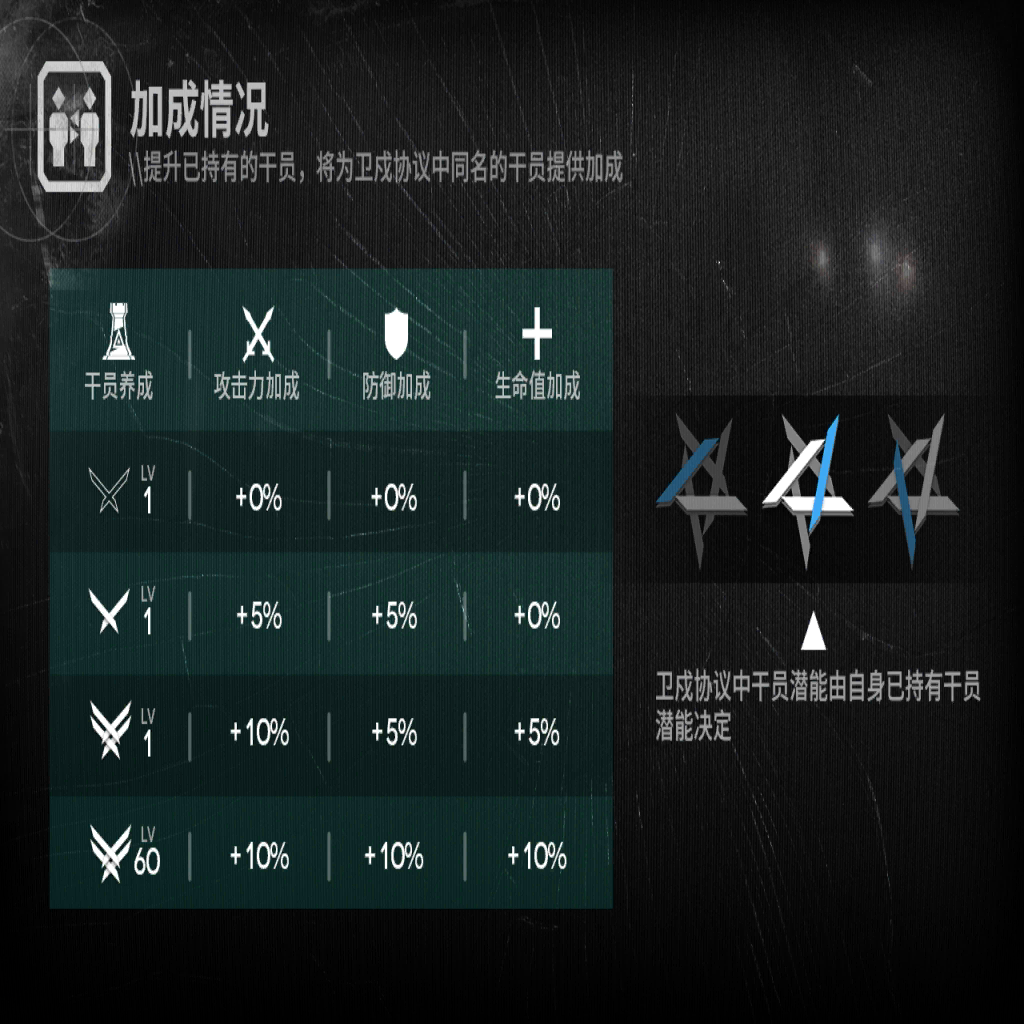 加成情况
\\提升已持有的干员，将为卫戍协议中同名的干员提供加成
干员养成 攻击力加成 防御加成 生命值加成
LV
1 +0% +0% +0%
LV
1 +5% +5% +0%
LV
1 +10% +5% +5%
LV
60 +10% +10% +10%
卫戍协议中干员潜能由自身已持有干员
潜能决定